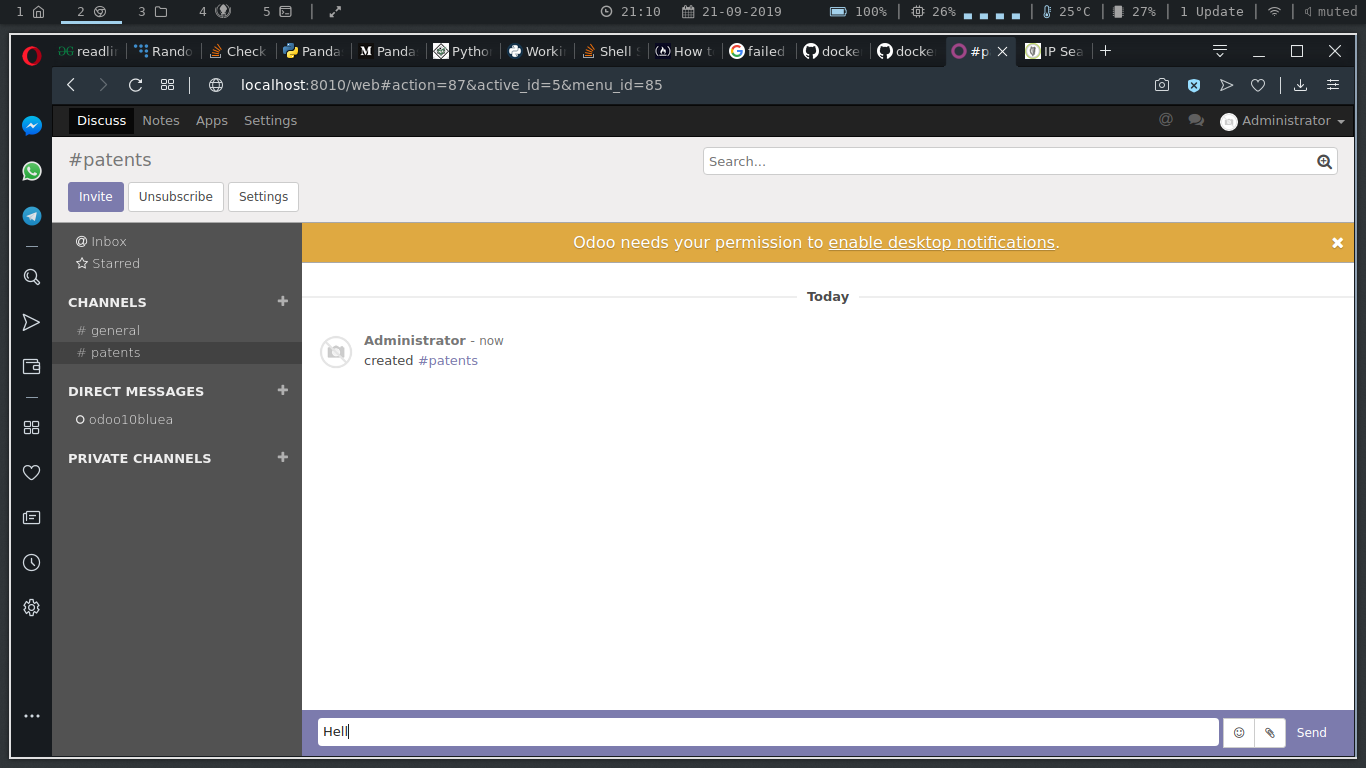 1 2 3 4 5 21:10 21-09-2019 100% 26% 25°C 27% 1 Update muted
readli Rando Check Panda Panda Pytho Worki Shell How t failed docke docke #p IP Sea
localhost:8010/web#action=87&active_id=5&menu_id=85
Discuss Notes Apps Settings @ Administrator
#patents
Search...
Invite Unsubscribe Settings
Inbox
Odoo needs your permission to enable desktop notifications.
Starred
CHANNELS
# general
# patents
DIRECT MESSAGES
odoo10bluea
PRIVATE CHANNELS
Today
Administrator - now
created #patents
Hell
Send